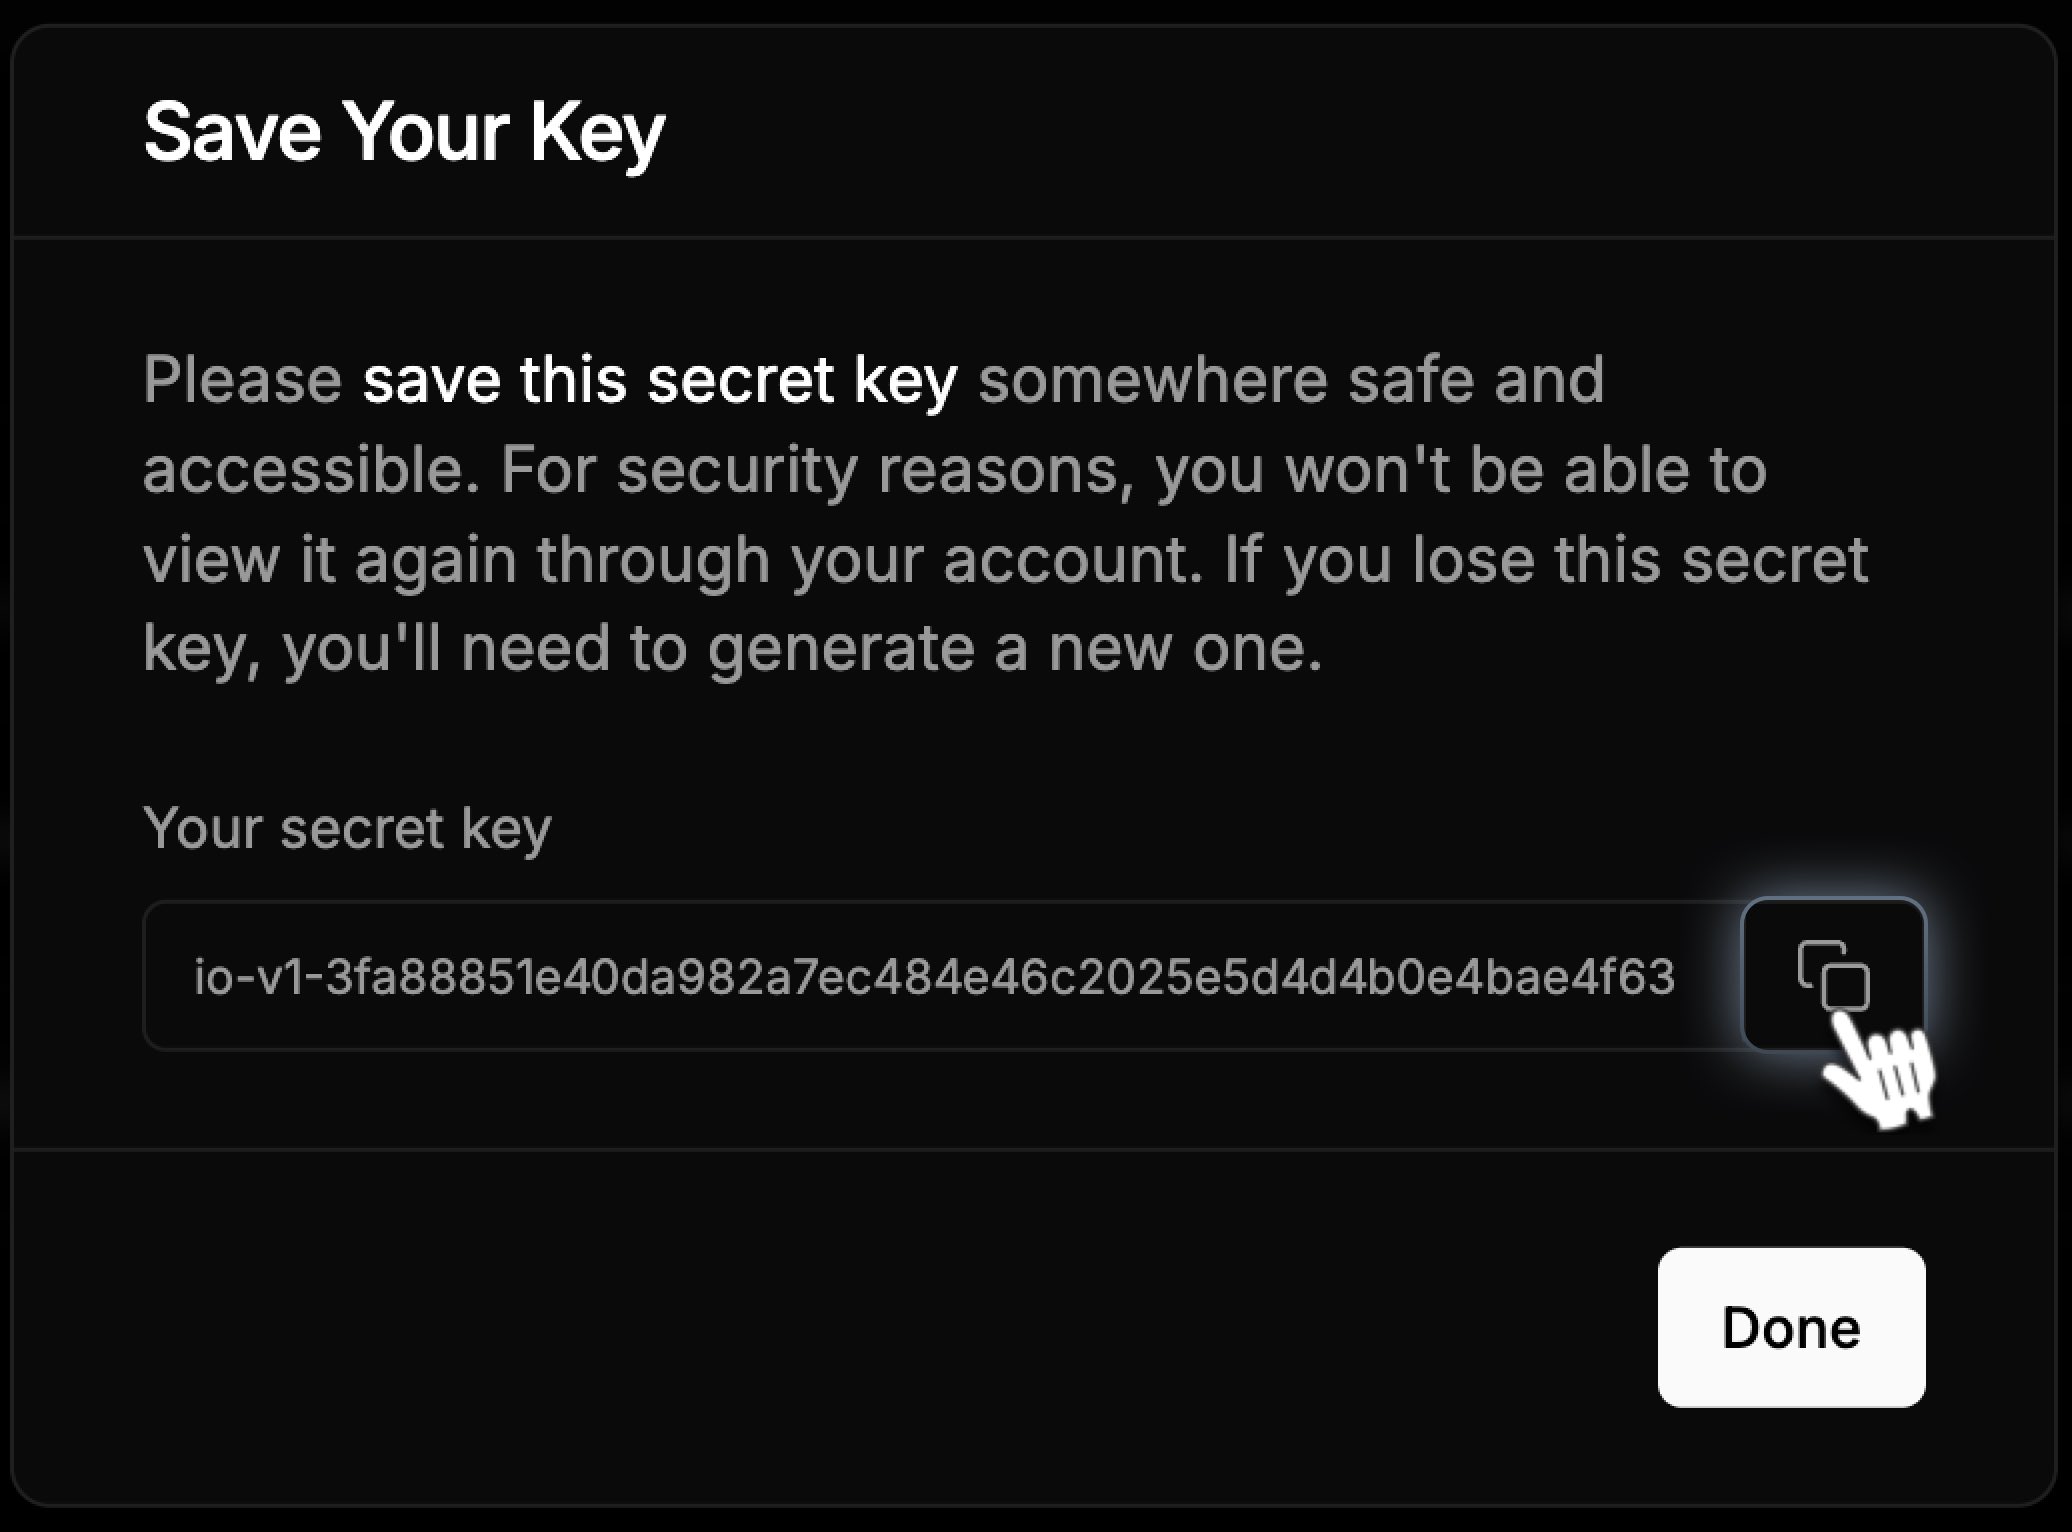 Save Your Key
Please save this secret key somewhere safe and
accessible. For security reasons, you won't be able to
view it again through your account. If you lose this secret
key, you'll need to generate a new one.
Your secret key
io-v1-3fa88851e40da982a7ec484e46c2025e5d4d4b0e4bae4f63
Done